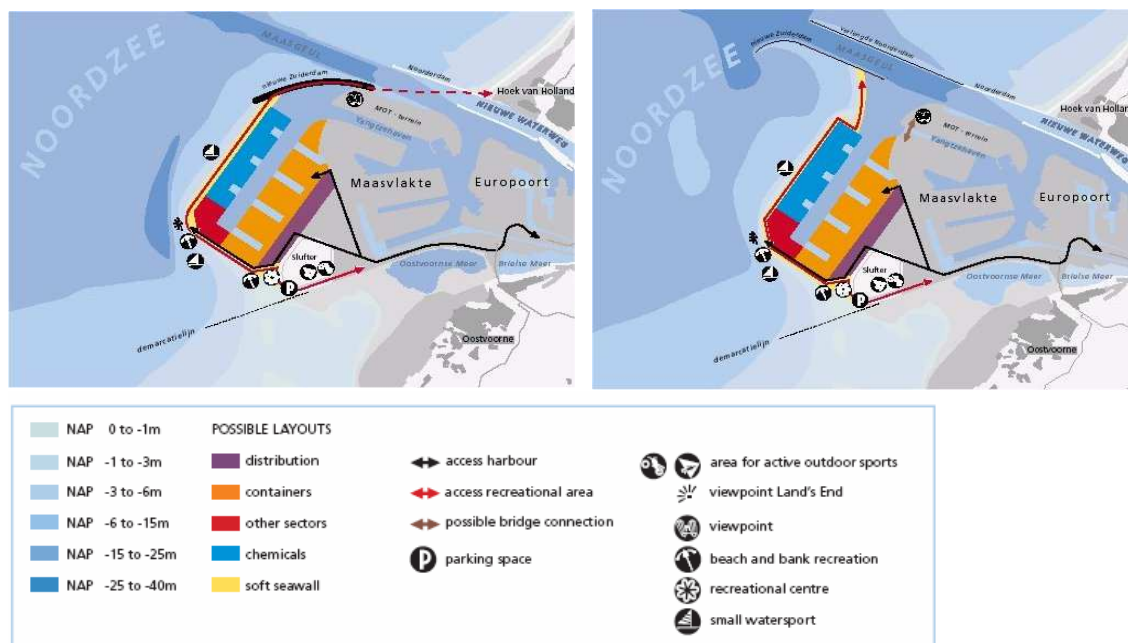 NOORDZEE
MAASGEUL
nieuwe Zuiderdam
Noorderdam
Hoek van Holland
NIEUWE WATERWEG
MOT - terrein
Yangtzehaven
Maasvlakte
Europoort
Slufter
P
Oostvoornse Meer
Brielse Meer
demarcatielijn
Oostvoorne
NOORDZEE
nieuwe Zuiderdam
verlengde Noorderdam
MAASGEUL
Noorderdam
Hoek van Holland
NIEUWE WATERWEG
MOT - terrein
Yangtzehaven
Maasvlakte
Europoort
Slufter
P
Oostvoornse Meer
Brielse Meer
demarcatielijn
Oostvoorne
NAP 0 to -1m
NAP -1 to -3m
NAP -3 to -6m
NAP -6 to -15m
NAP -15 to -25m
NAP -25 to -40m
POSSIBLE LAYOUTS
distribution
containers
other sectors
chemicals
soft seawall
access harbour
access recreational area
possible bridge connection
P parking space
area for active outdoor sports
viewpoint Land's End
viewpoint
beach and bank recreation
recreational centre
small watersport